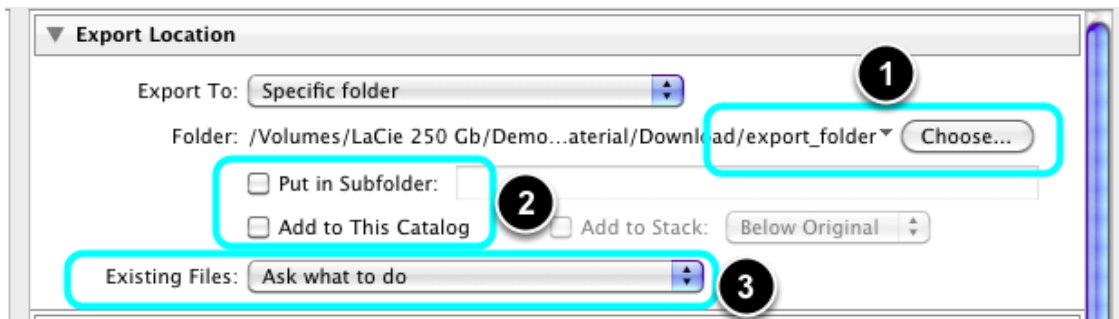 Export Location
1
Export To: Specific folder
Folder: /Volumes/LaCie 250 Gb/Demo...aterial/Download/export_folder Choose...
Put in Subfolder:
2
Add to This Catalog Add to Stack: Below Original
Existing Files: Ask what to do
3